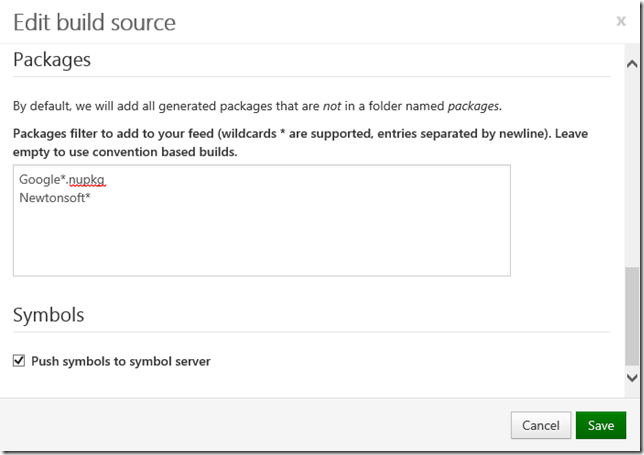 Edit build source
x
Packages
By default, we will add all generated packages that are not in a folder named packages.
Packages filter to add to your feed (wildcards * are supported, entries separated by newline). Leave
empty to use convention based builds.
Google*.nupkg
Newtonsoft*
Symbols
Push symbols to symbol server
Cancel
Save